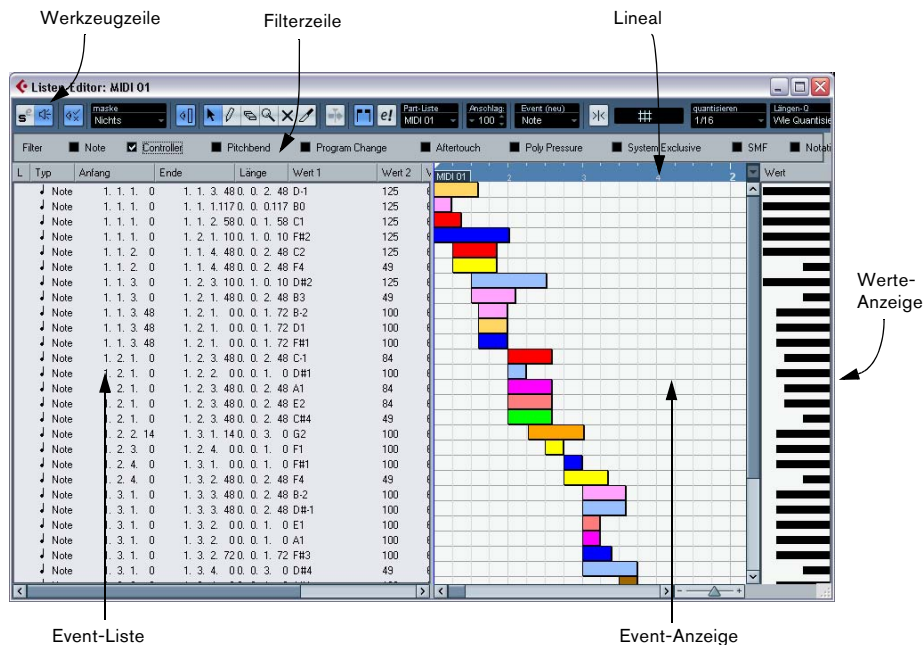 Werkzeugzeile Filterzeile Lineal
Listen-Editor: MIDI 01
maske Part-Liste Anschlag: Event (neu) quantisieren Längen-Q
Nichts MIDI 01 100 Note 1/16 Wie Quantisie
Filter Note Controller Pitchbend Program Change Aftertouch Poly Pressure System Exclusive SMF Notati
L Typ Anfang Ende Länge Wert 1 Wert 2 MIDI 01 2 3 4 2 Wert
Note 1. 1. 1. 0 1. 1. 3. 48 0. 0. 2. 48 D-1 125
Note 1. 1. 1. 0 1. 1. 1.117 0. 0. 0.117 B0 125
Note 1. 1. 1. 0 1. 1. 2. 58 0. 0. 1. 58 C1 125
Note 1. 1. 1. 0 1. 2. 1. 10 0. 1. 0. 10 F#2 125
Note 1. 1. 2. 0 1. 1. 4. 48 0. 0. 2. 48 C2 125
Note 1. 1. 2. 0 1. 1. 4. 48 0. 0. 2. 48 F4 49
Note 1. 1. 3. 0 1. 2. 3. 10 0. 1. 0. 10 D#2 125
Note 1. 1. 3. 0 1. 2. 1. 48 0. 0. 2. 48 B3 49
Note 1. 1. 3. 48 1. 2. 1. 0 0. 0. 1. 72 B-2 100
Note 1. 1. 3. 48 1. 2. 1. 0 0. 0. 1. 72 D1 100
Note 1. 1. 3. 48 1. 2. 1. 0 0. 0. 1. 72 F#1 100
Note 1. 2. 1. 0 1. 2. 3. 48 0. 0. 2. 48 C-1 84
Note 1. 2. 1. 0 1. 2. 2. 0 0. 0. 1. 0 D#1 100
Note 1. 2. 1. 0 1. 2. 3. 48 0. 0. 2. 48 A1 84
Note 1. 2. 1. 0 1. 2. 3. 48 0. 0. 2. 48 E2 84
Note 1. 2. 1. 0 1. 2. 3. 48 0. 0. 2. 48 C#4 49
Note 1. 2. 2. 14 1. 3. 1. 14 0. 0. 3. 0 G2 100
Note 1. 2. 3. 0 1. 2. 4. 0 0. 0. 1. 0 F1 100
Note 1. 2. 4. 0 1. 3. 1. 0 0. 0. 1. 0 F#1 100
Note 1. 2. 4. 0 1. 3. 2. 48 0. 0. 2. 48 F4 49
Note 1. 3. 1. 0 1. 3. 3. 48 0. 0. 2. 48 B-2 100
Note 1. 3. 1. 0 1. 3. 3. 48 0. 0. 2. 48 D#-1 100
Note 1. 3. 1. 0 1. 3. 2. 0 0. 0. 1. 0 E1 100
Note 1. 3. 1. 0 1. 3. 2. 0 0. 0. 1. 0 A1 100
Note 1. 3. 1. 0 1. 3. 2. 72 0. 0. 1. 72 F#3 100
Note 1. 3. 1. 0 1. 3. 4. 0 0. 0. 3. 0 D#4 49
Werte-
Anzeige
Event-Liste Event-Anzeige